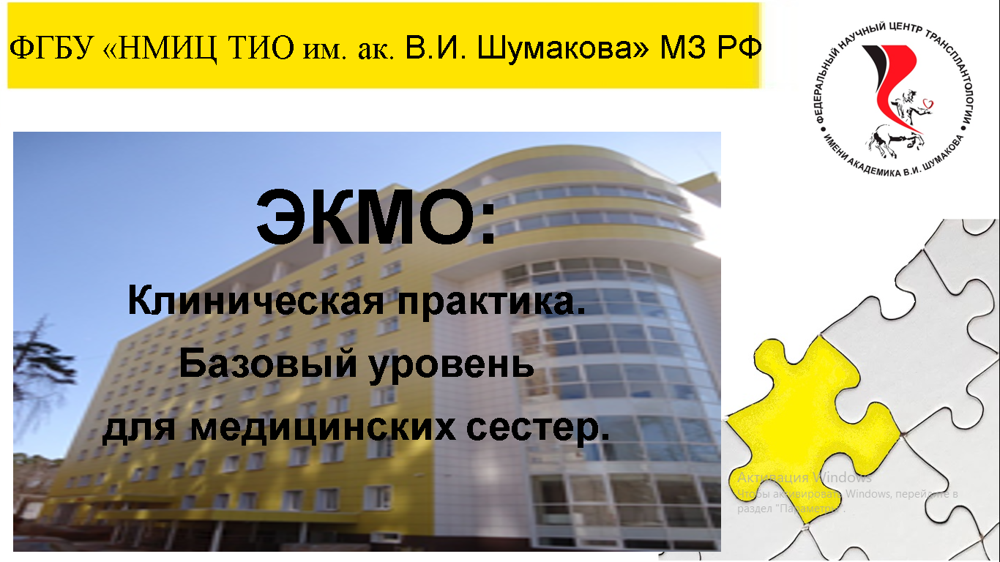 ФГБУ «НМИЦ ТИО им. ак. В.И. Шумакова» МЗ РФ
ФЕДЕРАЛЬНЫЙ НАУЧНЫЙ ЦЕНТР ТРАНСПЛАНТОЛОГИИ
• ИМЕНИ АКАДЕМИКА В.И. ШУМАКОВА •
ЭКМО:
Клиническая практика.
Базовый уровень
для медицинских сестер.
Активация Windows
Чтобы активировать Windows, перейдите в
раздел "Параметры".